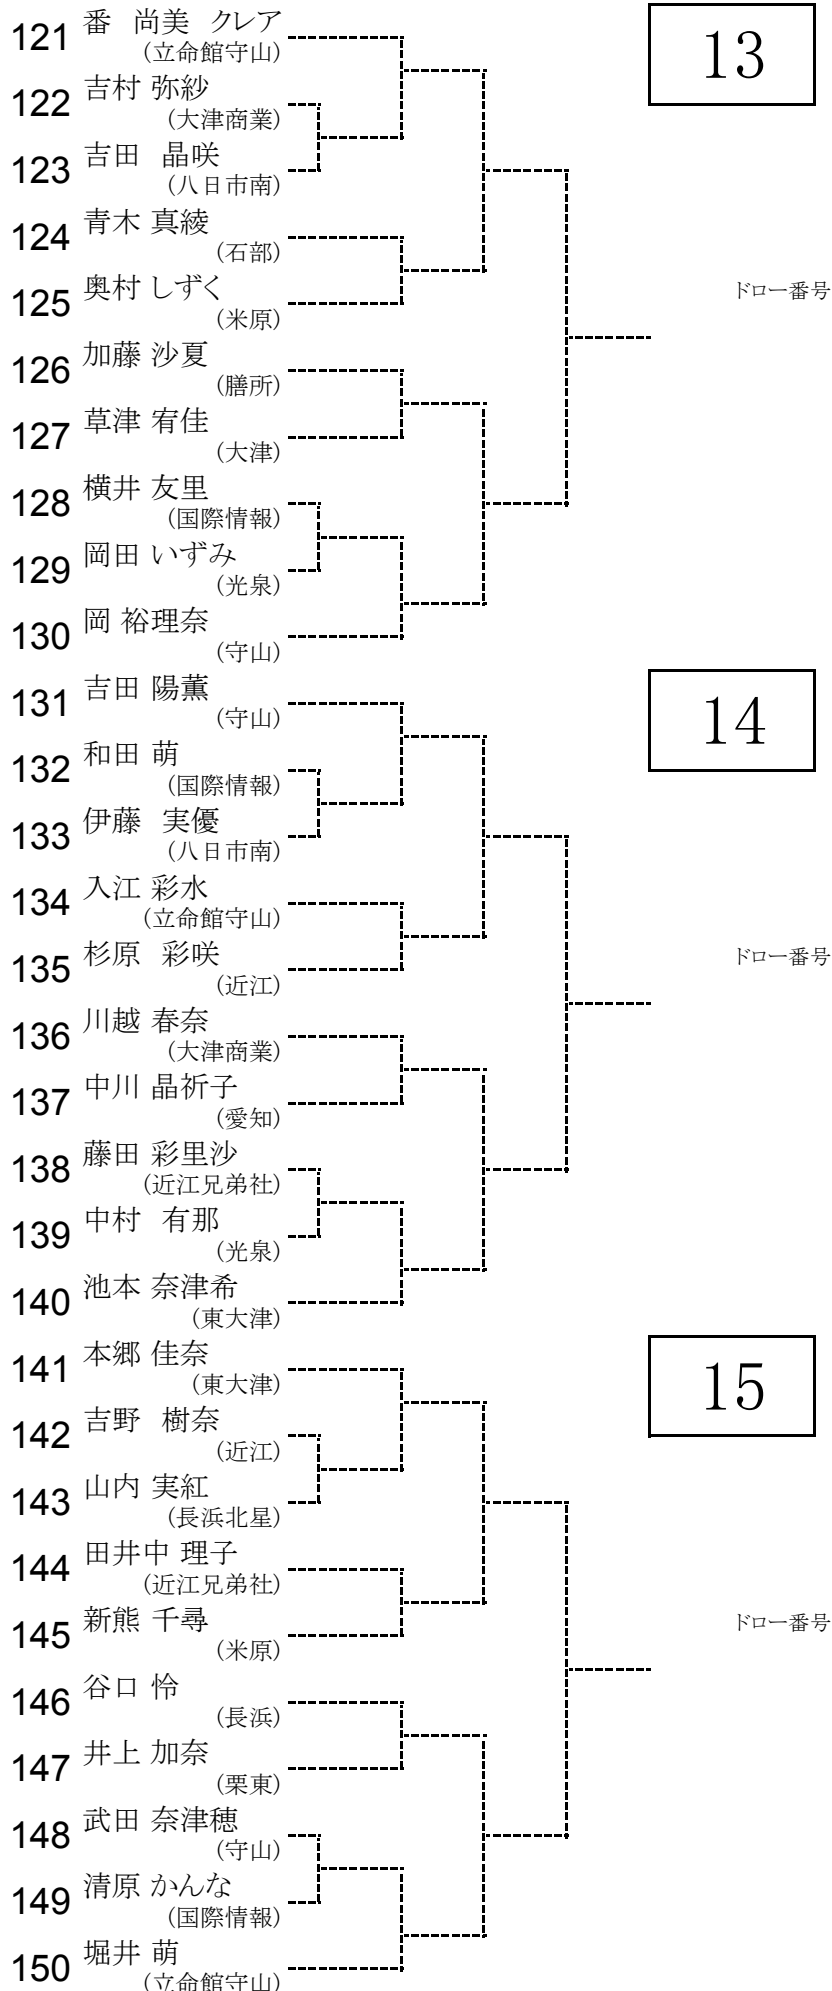 121 番 尚美 クレア
(立命館守山)
13
122 吉村 弥紗
(大津商業)
123 吉田 晶咲
(八日市南)
124 青木 真綾
(石部)
125 奥村 しずく
ドロー番号
(米原)
126 加藤 沙夏
(膳所)
127 草津 宥佳
(大津)
128 横井 友里
(国際情報)
129 岡田 いずみ
(光泉)
130 岡 裕理奈
(守山)
131 吉田 陽薫
(守山)
14
132 和田 萌
(国際情報)
133 伊藤 実優
(八日市南)
134 入江 彩水
(立命館守山)
135 杉原 彩咲
ドロー番号
(近江)
136 川越 春奈
(大津商業)
137 中川 晶祈子
(愛知)
138 藤田 彩里沙
(近江兄弟社)
139 中村 有那
(光泉)
140 池本 奈津希
(東大津)
141 本郷 佳奈
(東大津)
15
142 吉野 樹奈
(近江)
143 山内 実紅
(長浜北星)
144 田井中 理子
(近江兄弟社)
145 新熊 千尋
ドロー番号
(米原)
146 谷口 怜
(長浜)
147 井上 加奈
(栗東)
148 武田 奈津穂
(守山)
149 清原 かんな
(国際情報)
150 堀井 萌
(立命館守山)